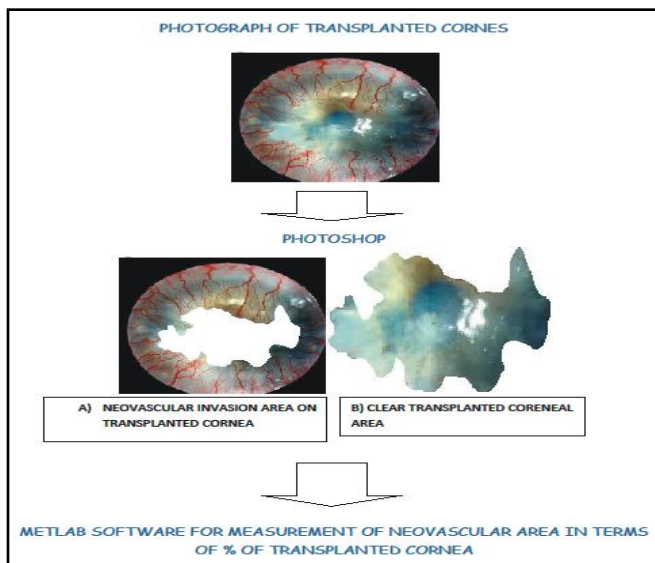 PHOTOGRAPH OF TRANSPLANTED CORNES
PHOTOSHOP
A) NEOVASCULAR INVASION AREA ON
TRANSPLANTED CORNEA
B) CLEAR TRANSPLANTED CORENEAL
AREA
METLAB SOFTWARE FOR MEASUREMENT OF NEOVASCULAR AREA IN TERMS
OF % OF TRANSPLANTED CORNEA